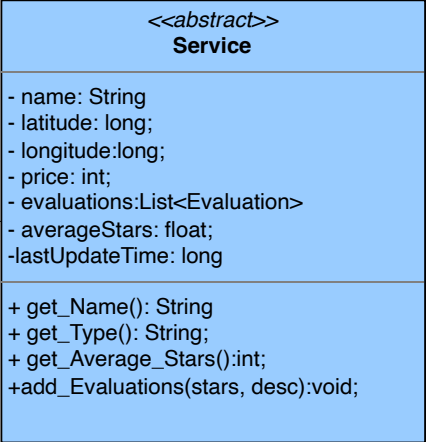 <<abstract>>
Service
- name: String
- latitude: long;
- longitude:long;
- price: int;
- evaluations:List<Evaluation>
- averageStars: float;
-lastUpdateTime: long
+ get_Name(): String
+ get_Type(): String;
+ get_Average_Stars():int;
+add_Evaluations(stars, desc):void;